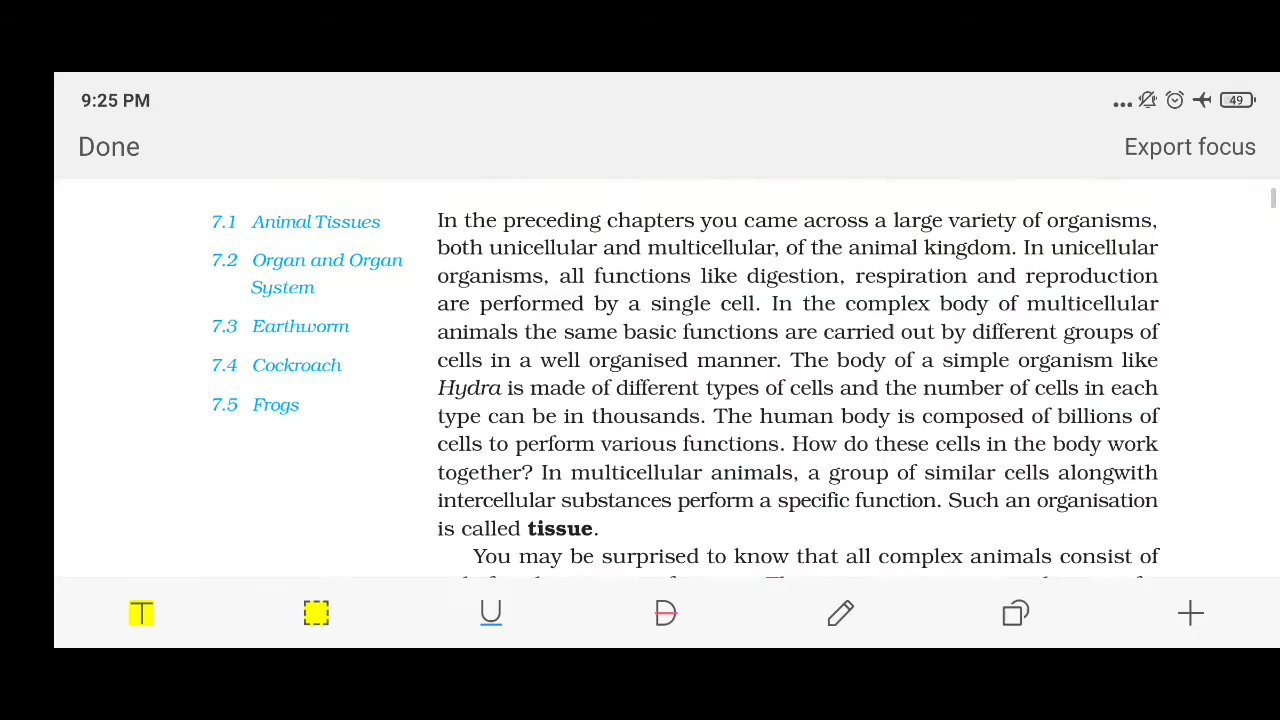 9:25 PM
49
Done
Export focus
7.1 Animal Tissues
7.2 Organ and Organ
System
7.3 Earthworm
7.4 Cockroach
7.5 Frogs
In the preceding chapters you came across a large variety of organisms,
both unicellular and multicellular, of the animal kingdom. In unicellular
organisms, all functions like digestion, respiration and reproduction
are performed by a single cell. In the complex body of multicellular
animals the same basic functions are carried out by different groups of
cells in a well organised manner. The body of a simple organism like
Hydra is made of different types of cells and the number of cells in each
type can be in thousands. The human body is composed of billions of
cells to perform various functions. How do these cells in the body work
together? In multicellular animals, a group of similar cells alongwith
intercellular substances perform a specific function. Such an organisation
is called tissue.
You may be surprised to know that all complex animals consist of
T
U
D